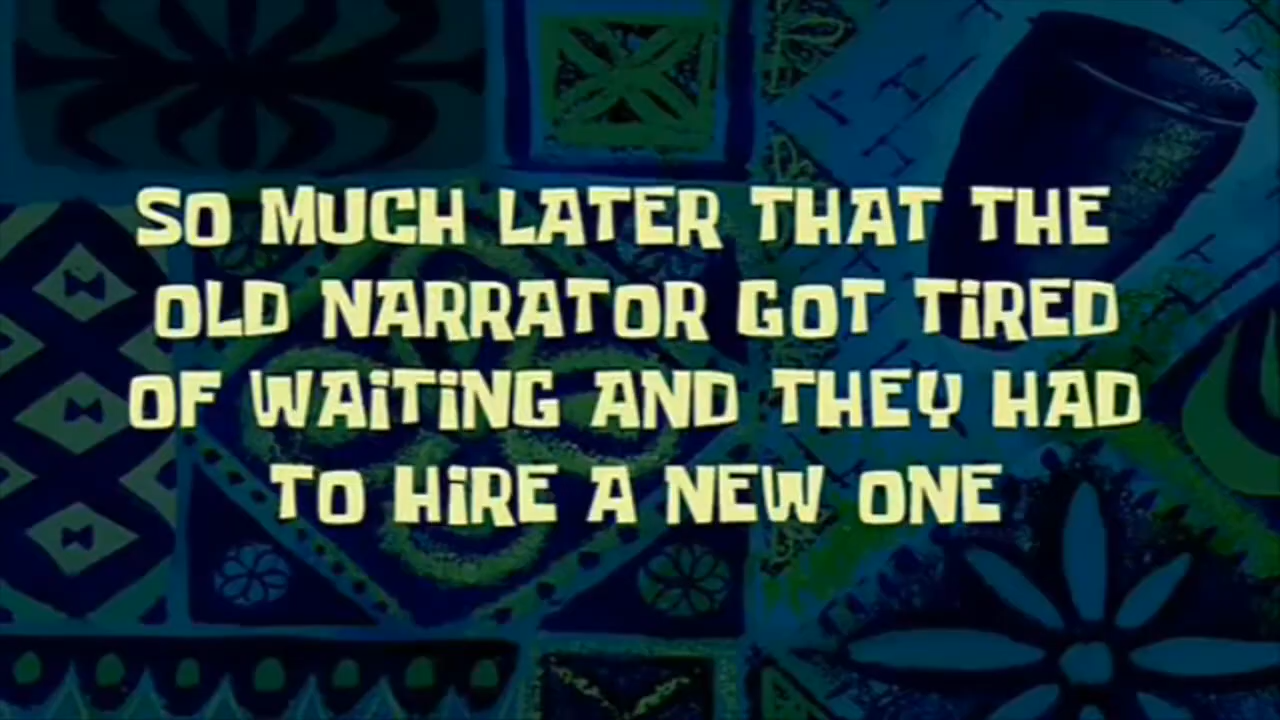 SO MUCH LATER THAT THE
OLD NARRATOR GOT TIRED
OF WAITING AND THEY HAD
TO HIRE A NEW ONE